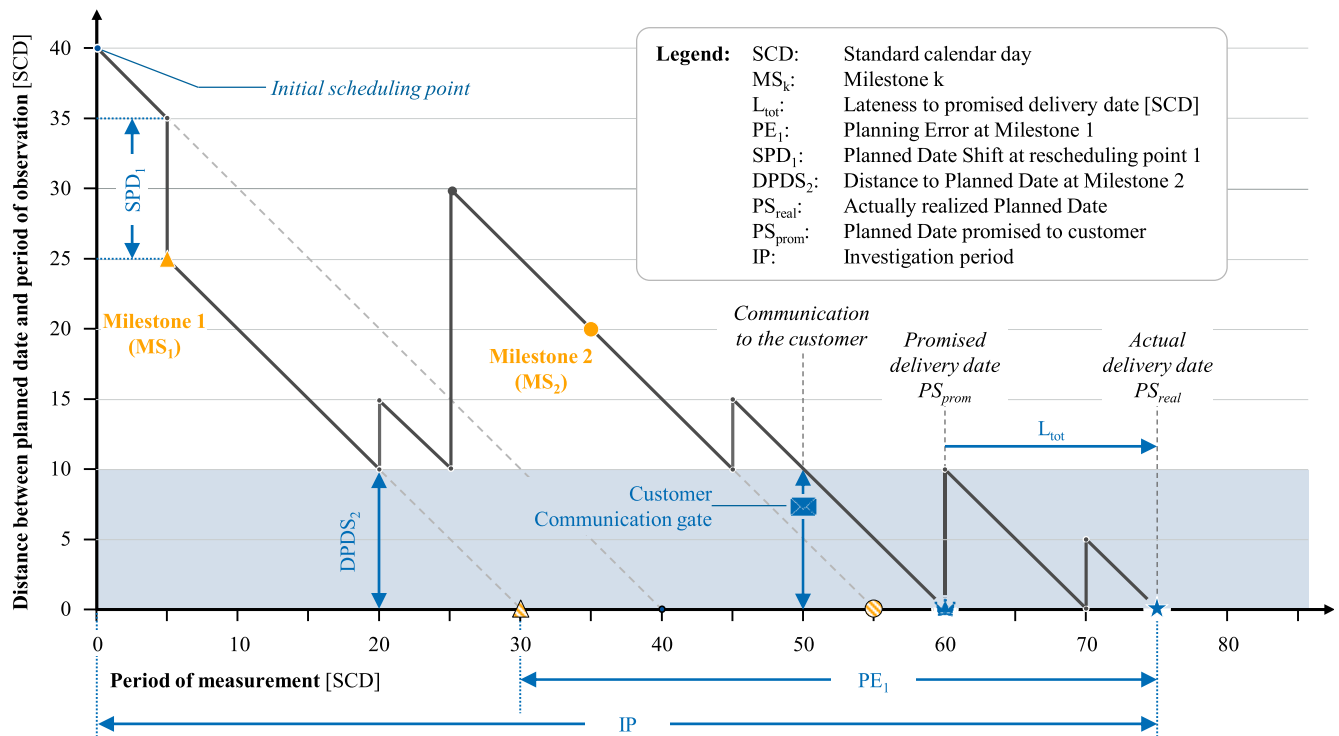 Distance between planned date and period of observation [SCD]
40
35
30
25
20
15
10
5
0
Initial scheduling point
SPD1
Milestone 1
(MS1)
Milestone 2
(MS2)
Legend:
SCD: Standard calendar day
MSk: Milestone k
Ltot: Lateness to promised delivery date [SCD]
PE1: Planning Error at Milestone 1
SPD1: Planned Date Shift at rescheduling point 1
DPDS2: Distance to Planned Date at Milestone 2
PSreal: Actually realized Planned Date
PSprom: Planned Date promised to customer
IP: Investigation period
Communication
to the customer
Promised
delivery date
PSprom
Actual
delivery date
PSreal
Ltot
DPDS2
Customer
Communication gate
0 10 20 30 40 50 60 70 80
Period of measurement [SCD]
PE1
IP